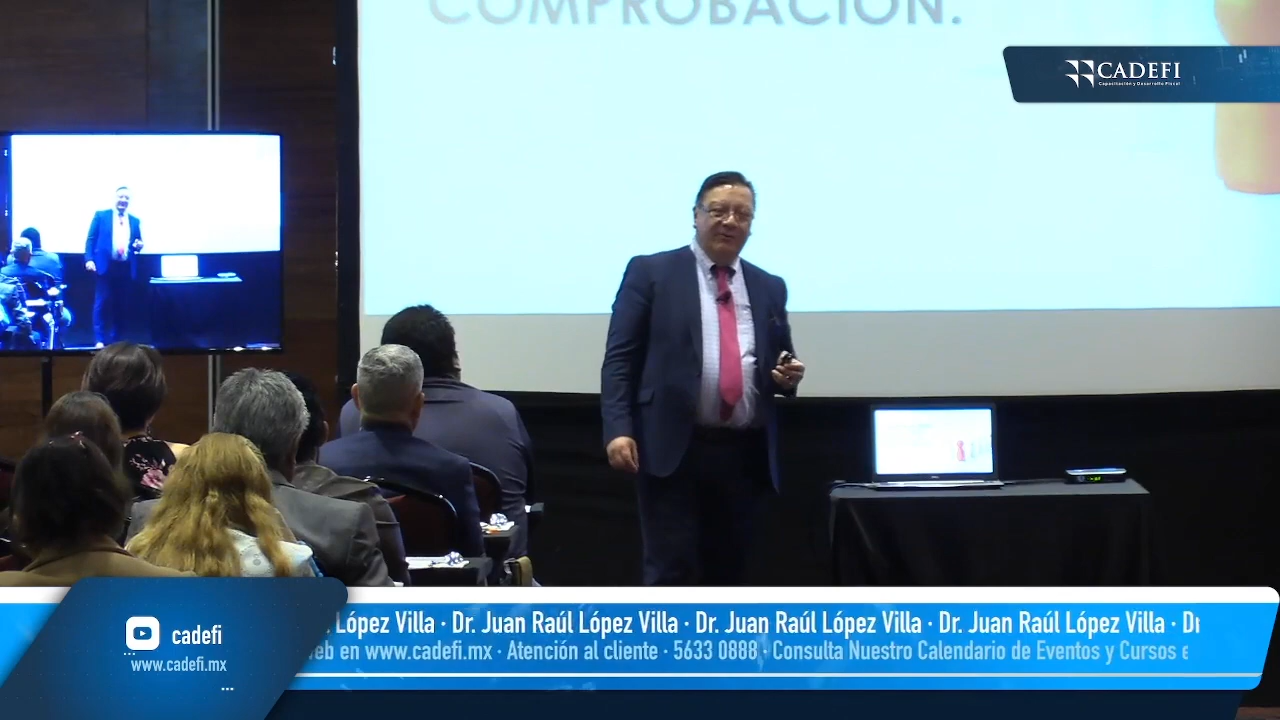 COMPROBACIÓN.
CADEFI
Capacitación y Desarrollo Fiscal
López Villa · Dr. Juan Raúl López Villa · Dr. Juan Raúl López Villa · Dr. Juan Raúl López Villa ·
en www.cadefi.mx · Atención al cliente · 5633 0888 · Consulta Nuestro Calendario de Eventos y Cursos
cadefi
www.cadefi.mx